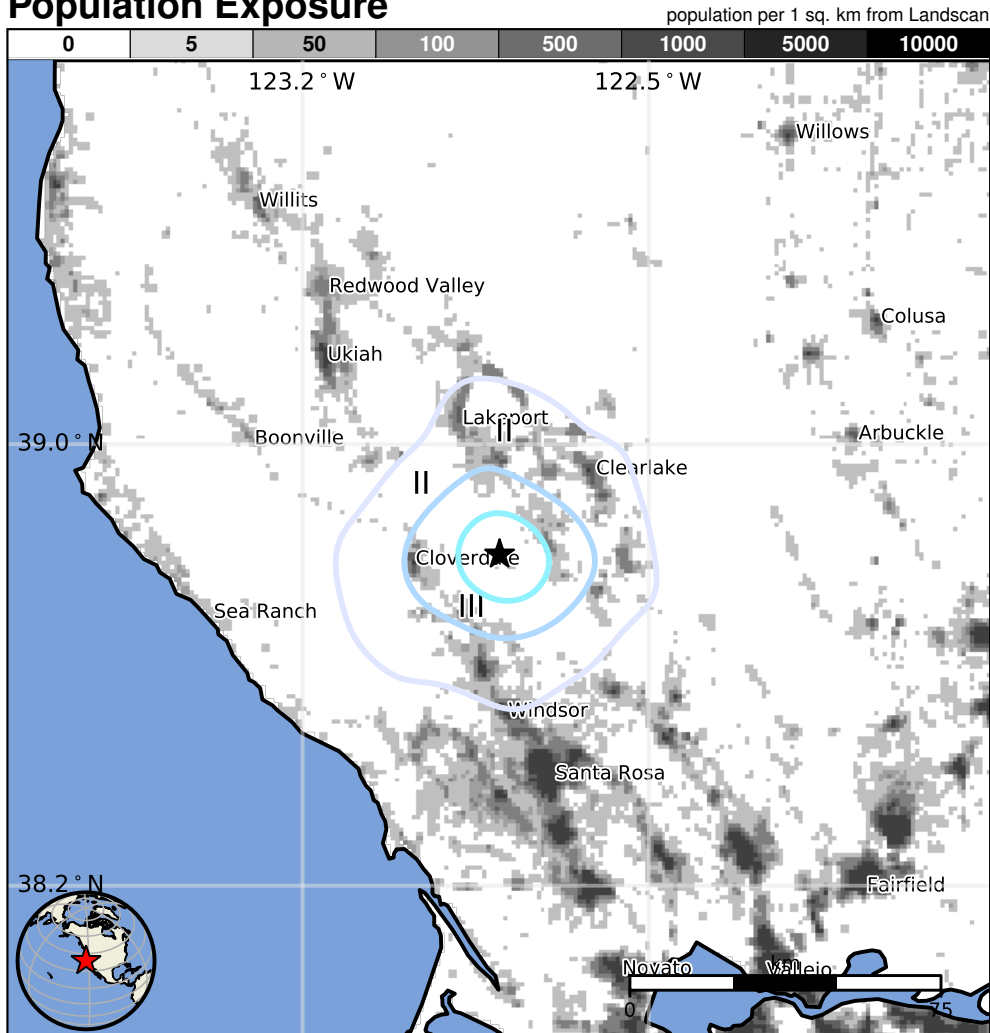 Population Exposure
population per 1 sq. km from Landscan
0 5 50 100 500 1000 5000 10000
123.2°W 122.5°W
Willows
Willits
Redwood Valley
Colusa
Ukiah
Lakeport
II
Boonville
Arbuckle
39.0°N
Clearlake
II
Cloverdale
III
Sea Ranch
Windsor
Santa Rosa
38.2°N
Fairfield
Novato
Vallejo
km
0 75